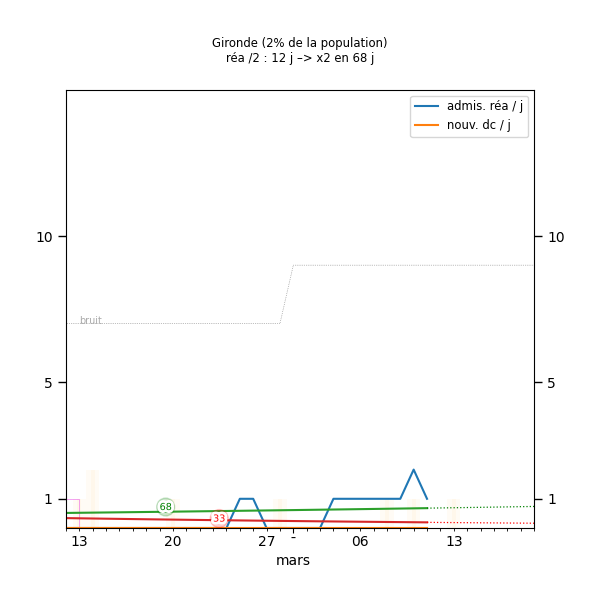 Gironde (2% de la population)
réa /2 : 12 j –> x2 en 68 j
admis. réa / j
nouv. dc / j
10
10
bruit
5
5
1
1
68
33
13
20
27
-
06
13
mars